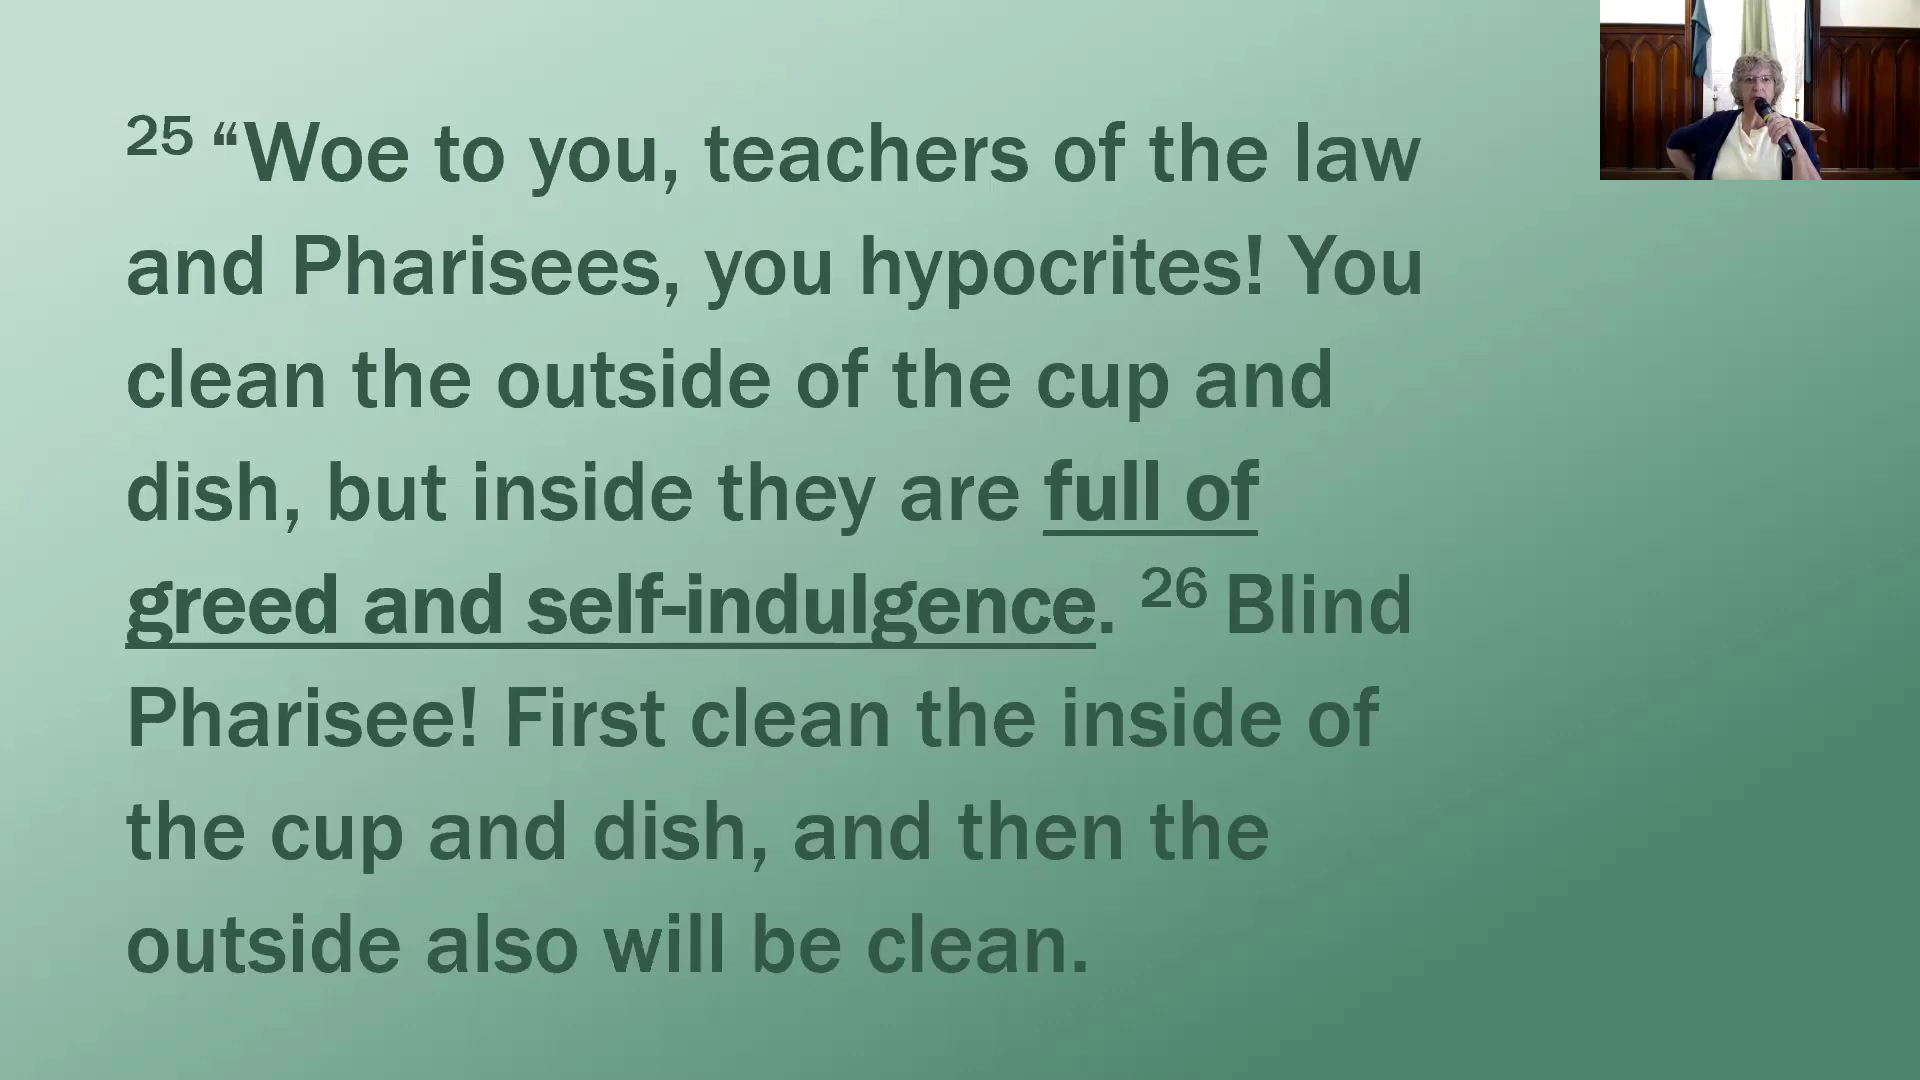 25 “Woe to you, teachers of the law
and Pharisees, you hypocrites! You
clean the outside of the cup and
dish, but inside they are full of
greed and self-indulgence. 26 Blind
Pharisee! First clean the inside of
the cup and dish, and then the
outside also will be clean.